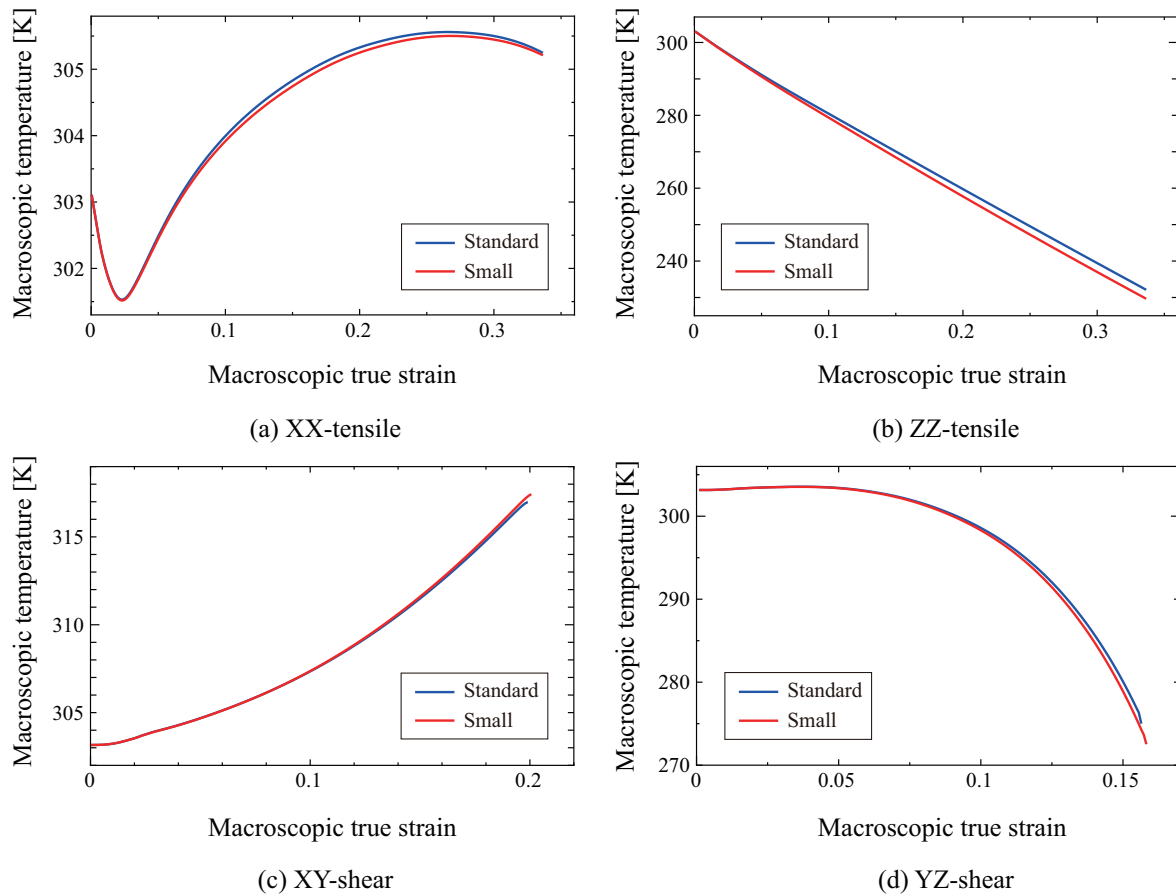 Macroscopic temperature [K]
305
304
303
302
0
0.1
0.2
0.3
Standard
Small
Macroscopic true strain
(a) XX-tensile
Macroscopic temperature [K]
300
280
260
240
0
0.1
0.2
0.3
Standard
Small
Macroscopic true strain
(b) ZZ-tensile
Macroscopic temperature [K]
315
310
305
0
0.1
0.2
Standard
Small
Macroscopic true strain
(c) XY-shear
Macroscopic temperature [K]
300
290
280
270
0
0.05
0.1
0.15
Standard
Small
Macroscopic true strain
(d) YZ-shear